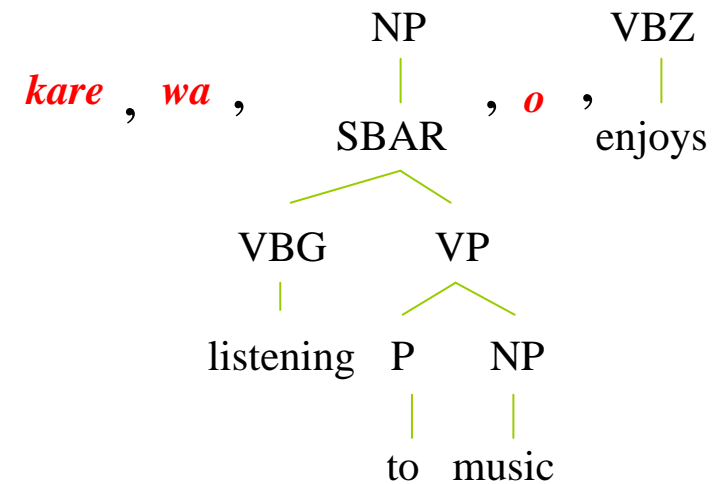 NP VBZ
kare , wa , , o ,
SBAR enjoys
VBG VP
listening P NP
to music